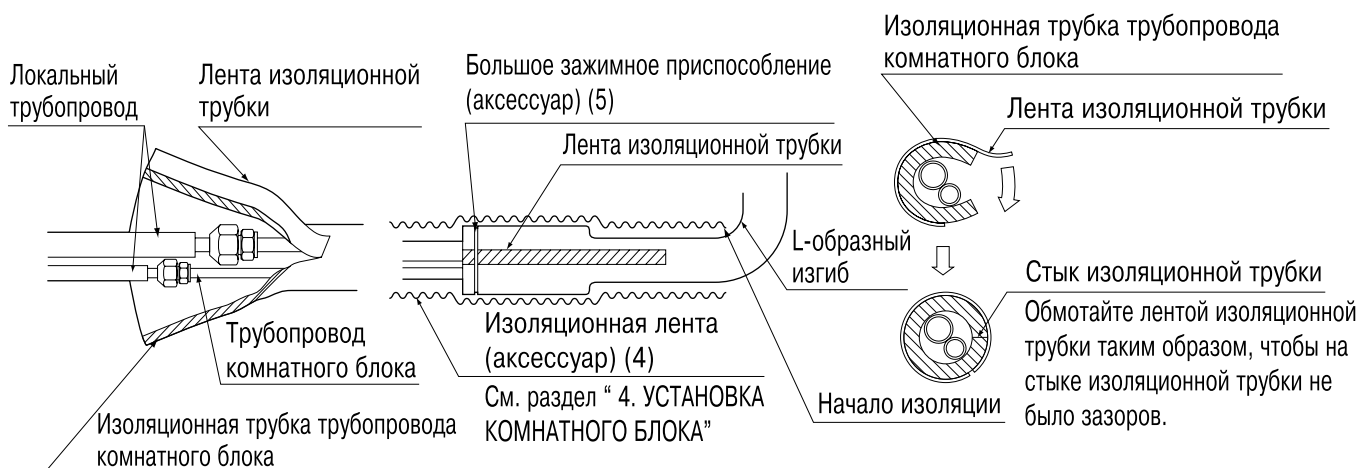 Локальный
трубопровод
Лента изоляционной
трубки
Большое зажимное приспособление
(аксессуар) (5)
Лента изоляционной трубки
Изоляционная трубка трубопровода
комнатного блока
Лента изоляционной трубки
L-образный
изгиб
Стык изоляционной трубки
Обмотайте лентой изоляционной
трубки таким образом, чтобы на
стыке изоляционной трубки не
было зазоров.
Трубопровод
комнатного блока
Изоляционная лента
(аксессуар) (4)
См. раздел “ 4. УСТАНОВКА
КОМНАТНОГО БЛОКА”
Начало изоляции
Изоляционная трубка трубопровода
комнатного блока